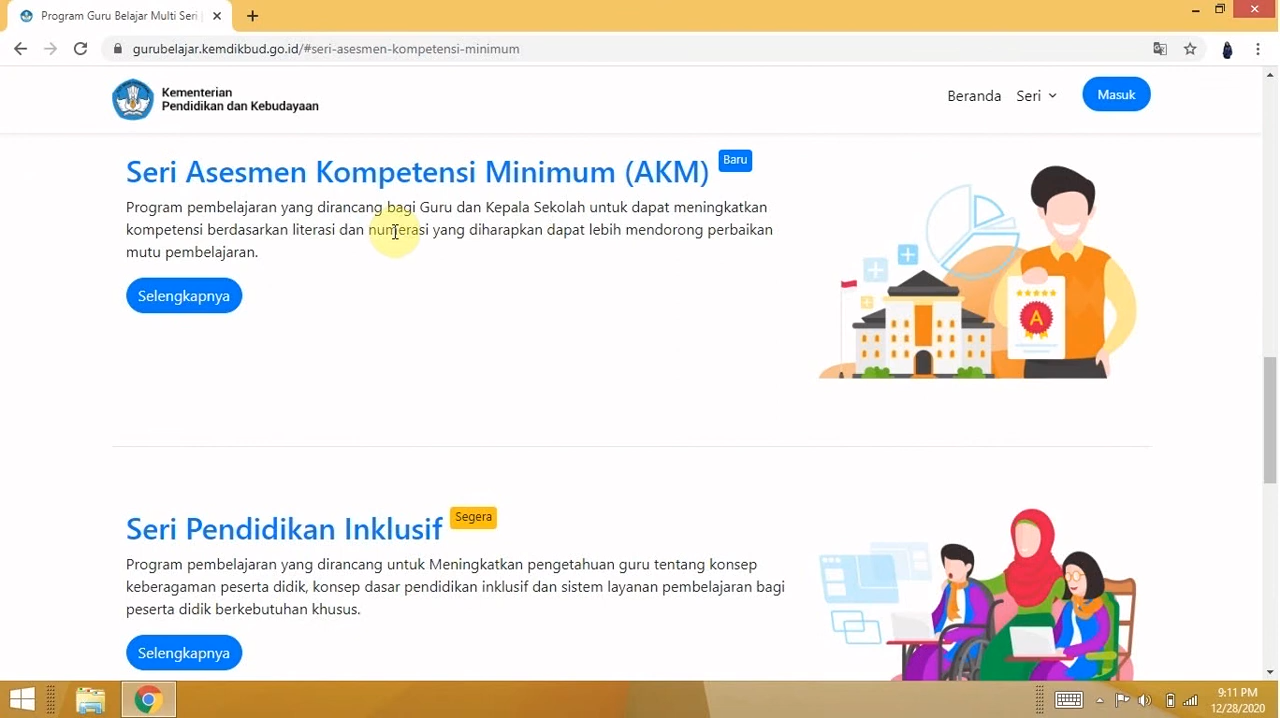 Program Guru Belajar Multi Seri
gurubelajar.kemdikbud.go.id/#seri-asesmen-kompetensi-minimum
Kementerian
Pendidikan dan Kebudayaan
Beranda
Seri
Masuk
Seri Asesmen Kompetensi Minimum (AKM)
Baru
Program pembelajaran yang dirancang bagi Guru dan Kepala Sekolah untuk dapat meningkatkan
kompetensi berdasarkan literasi dan numerasi yang diharapkan dapat lebih mendorong perbaikan
mutu pembelajaran.
Selengkapnya
A
Seri Pendidikan Inklusif
Segera
Program pembelajaran yang dirancang untuk Meningkatkan pengetahuan guru tentang konsep
keberagaman peserta didik, konsep dasar pendidikan inklusif dan sistem layanan pembelajaran bagi
peserta didik berkebutuhan khusus.
Selengkapnya
9:11 PM
12/28/2020